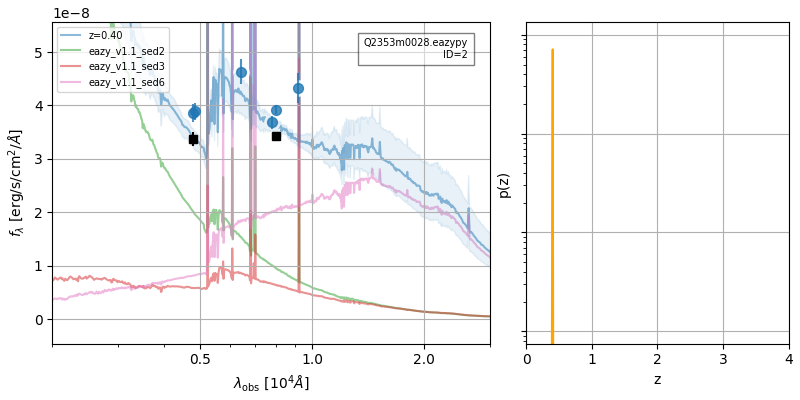 1e−8
z=0.40
eazy_v1.1_sed2
eazy_v1.1_sed3
eazy_v1.1_sed6
Q2353m0028.eazypy
ID=2
5
4
3
2
1
0
f_λ [erg/s/cm²/Å]
0.5
1.0
2.0
λ_obs [10⁴Å]
p(z)
0
1
2
3
4
z